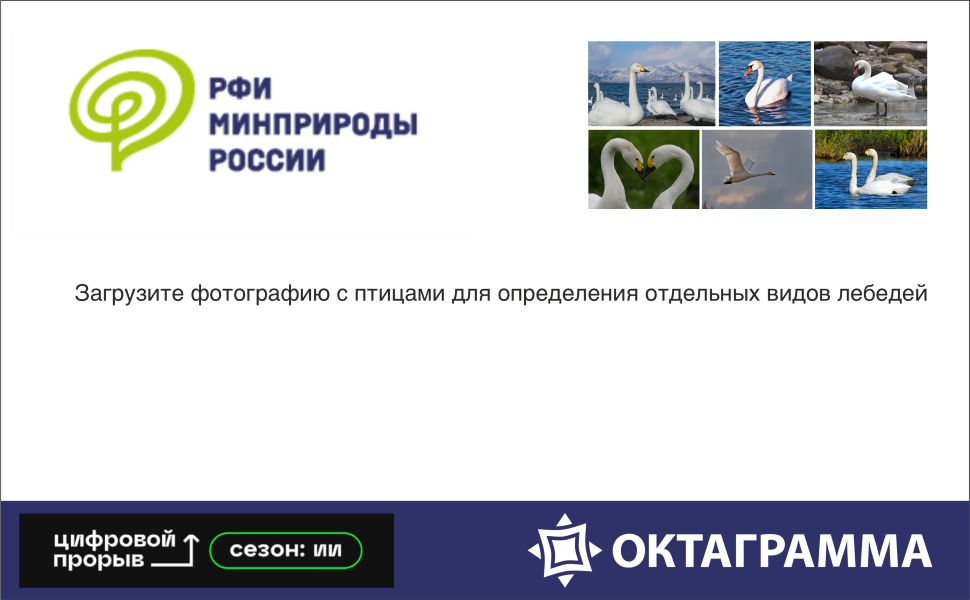 РФИ
МИНПРИРОДЫ
РОССИИ
Загрузите фотографию с птицами для определения отдельных видов лебедей
цифровой
прорыв
сезон: ии
ОКТАГРАММА